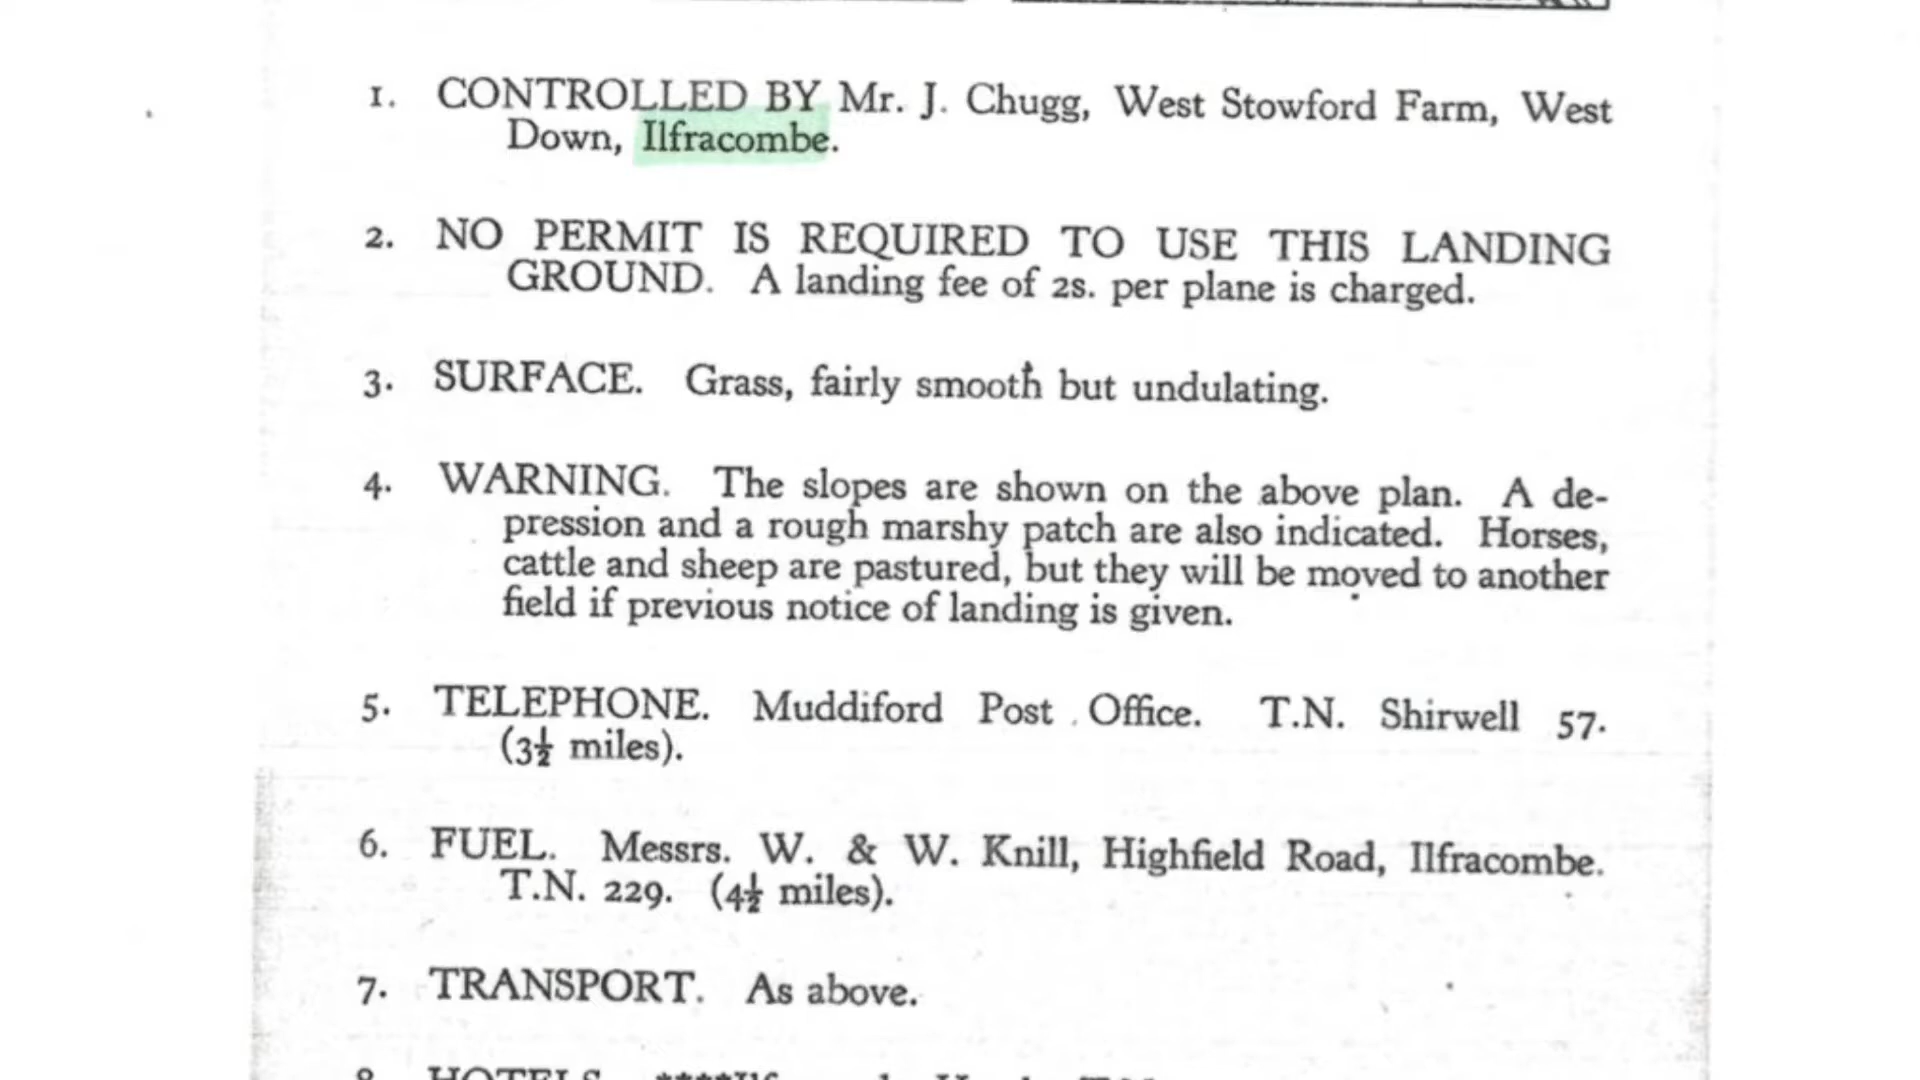 1. CONTROLLED BY Mr. J. Chugg, West Stowford Farm, West
Down, Ilfracombe.
2. NO PERMIT IS REQUIRED TO USE THIS LANDING
GROUND. A landing fee of 2s. per plane is charged.
3. SURFACE. Grass, fairly smooth but undulating.
4. WARNING. The slopes are shown on the above plan. A de-
pression and a rough marshy patch are also indicated. Horses,
cattle and sheep are pastured, but they will be moved to another
field if previous notice of landing is given.
5. TELEPHONE. Muddiford Post Office. T.N. Shirwell 57.
(3½ miles).
6. FUEL. Messrs. W. & W. Knill, Highfield Road, Ilfracombe.
T.N. 229. (4½ miles).
7. TRANSPORT. As above.
8. HOTELS.